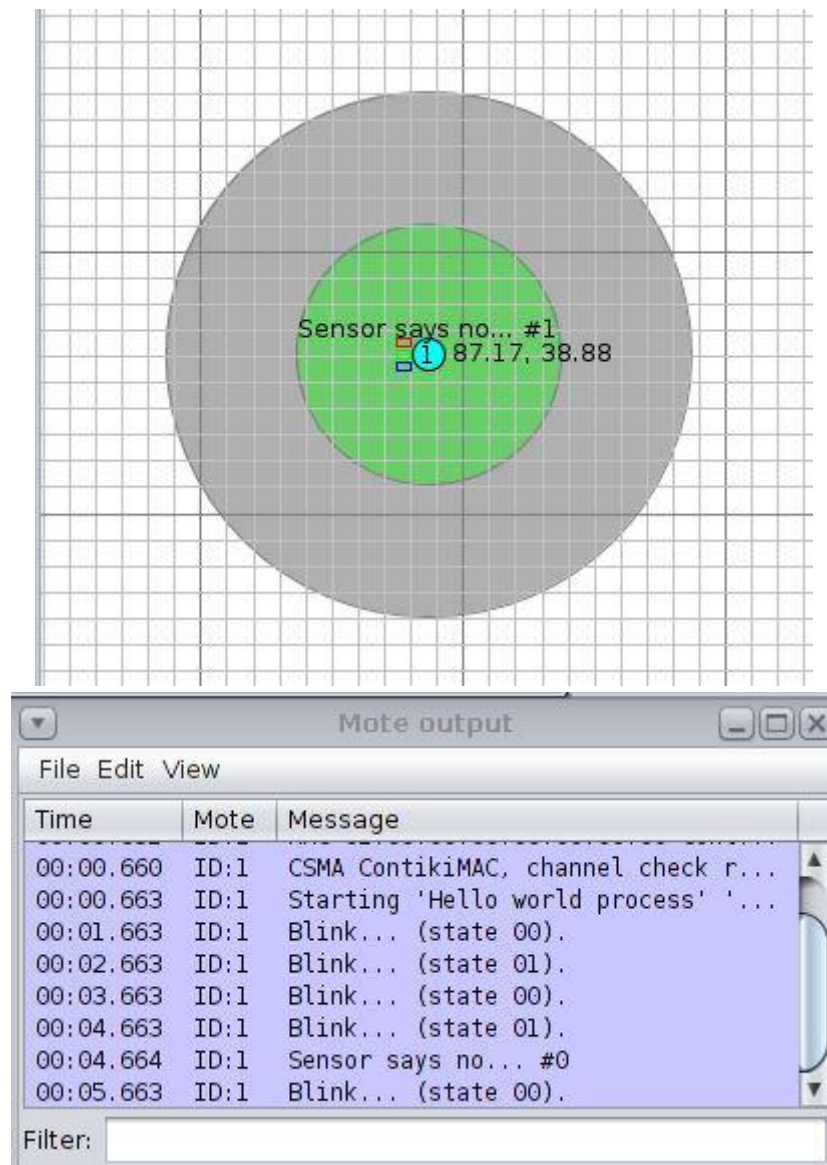 Sensor says no... #1
1 87.17, 38.88
Mote output
File Edit View
Time Mote Message
00:00.660 ID:1 CSMA ContikiMAC, channel check r...
00:00.663 ID:1 Starting 'Hello world process' '...
00:01.663 ID:1 Blink... (state 00).
00:02.663 ID:1 Blink... (state 01).
00:03.663 ID:1 Blink... (state 00).
00:04.663 ID:1 Blink... (state 01).
00:04.664 ID:1 Sensor says no... #0
00:05.663 ID:1 Blink... (state 00).
Filter: